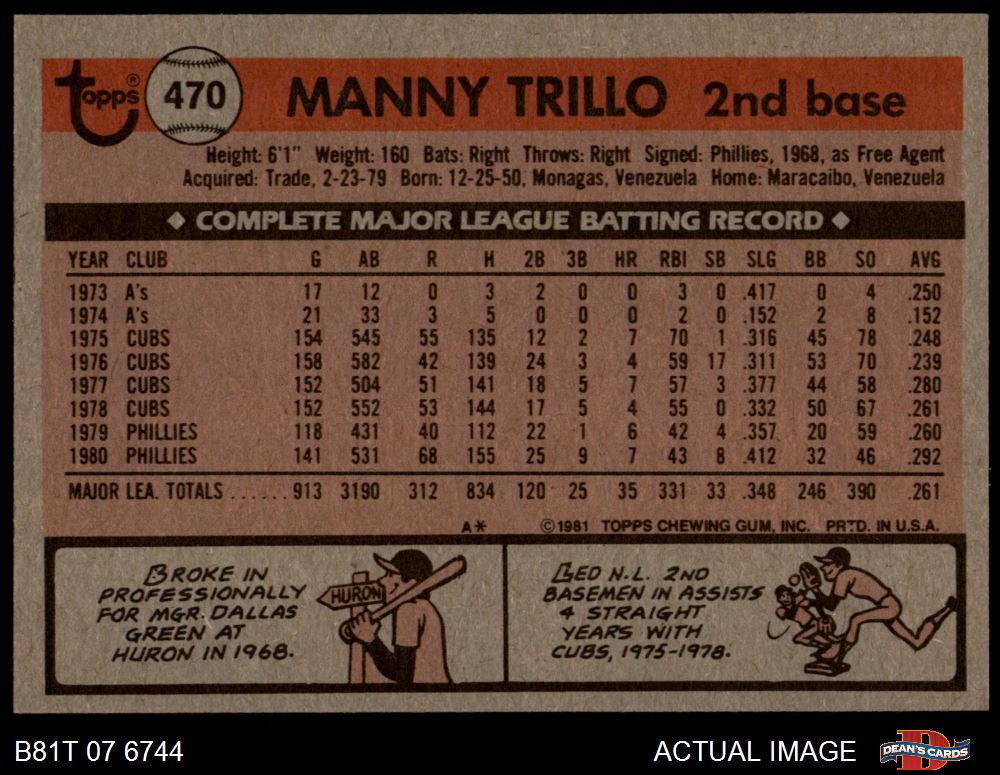 Topps® 470 MANNY TRILLO 2nd base
Height: 6'1" Weight: 160 Bats: Right Throws: Right Signed: Phillies, 1968, as Free Agent
Acquired: Trade, 2-23-79 Born: 12-25-50, Monagas, Venezuela Home: Maracaibo, Venezuela
◆ COMPLETE MAJOR LEAGUE BATTING RECORD ◆
YEAR CLUB G AB R H 2B 3B HR RBI SB SLG BB SO AVG
1973 A's 17 12 0 3 2 0 0 3 0 .417 0 4 .250
1974 A's 21 33 3 5 0 0 0 2 0 .152 2 8 .152
1975 CUBS 154 545 55 135 12 2 7 70 1 .316 45 78 .248
1976 CUBS 158 582 42 139 24 3 4 59 17 .311 53 70 .239
1977 CUBS 152 504 51 141 18 5 7 57 3 .377 44 58 .280
1978 CUBS 152 552 53 144 17 5 4 55 0 .332 50 67 .261
1979 PHILLIES 118 431 40 112 22 1 6 42 4 .357 20 59 .260
1980 PHILLIES 141 531 68 155 25 9 7 43 8 .412 32 46 .292
MAJOR LEA. TOTALS ...... 913 3190 312 834 120 25 35 331 33 .348 246 390 .261
A* ©1981 TOPPS CHEWING GUM, INC. PRTD. IN U.S.A.
BROKE IN
PROFESSIONALLY
FOR MGR. DALLAS
GREEN AT
HURON IN 1968.
HURON
LED N.L. 2ND
BASEMEN IN ASSISTS
4 STRAIGHT
YEARS WITH
CUBS, 1975-1978.
B81T 07 6744 ACTUAL IMAGE D DEAN'S CARDS